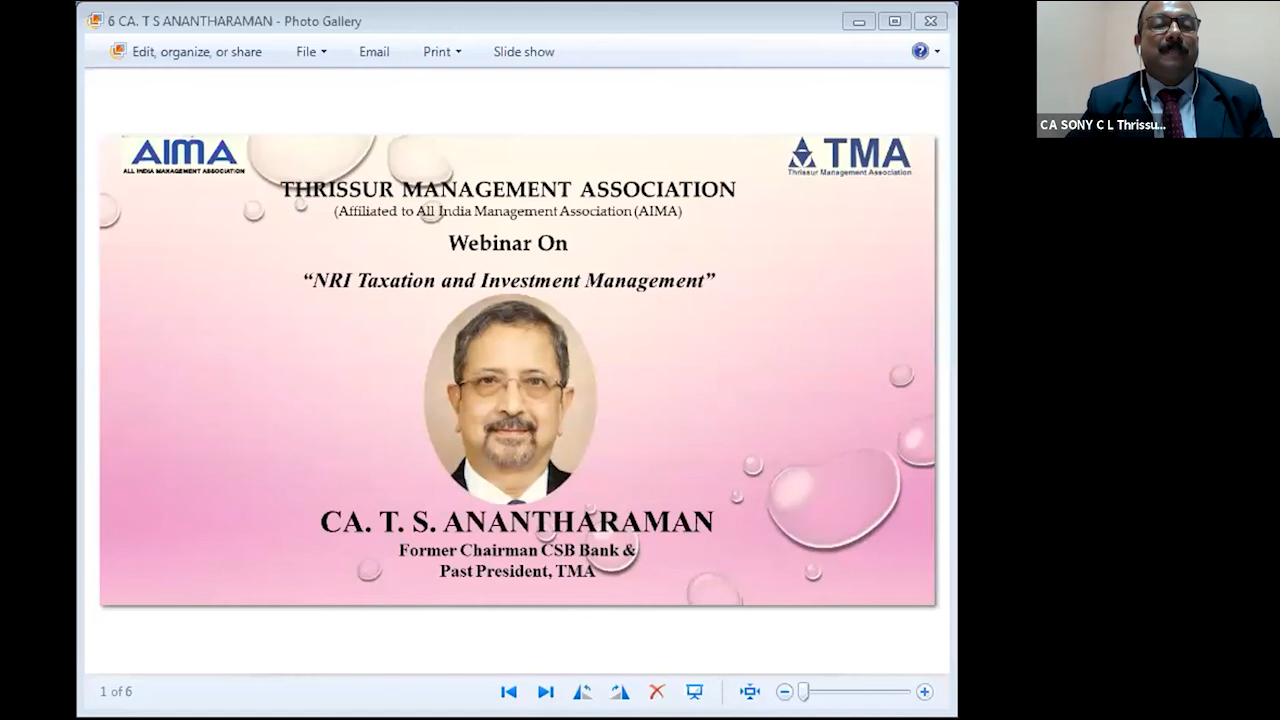 6 CA. T S ANANTHARAMAN - Photo Gallery
Edit, organize, or share File Email Print Slide show
AIMA
ALL INDIA MANAGEMENT ASSOCIATION
TMA
Thrissur Management Association
THRISSUR MANAGEMENT ASSOCIATION
(Affiliated to All India Management Association (AIMA)
Webinar On
“NRI Taxation and Investment Management”
CA. T. S. ANANTHARAMAN
Former Chairman CSB Bank &
Past President, TMA
1 of 6
CA SONY C L Thrissu...